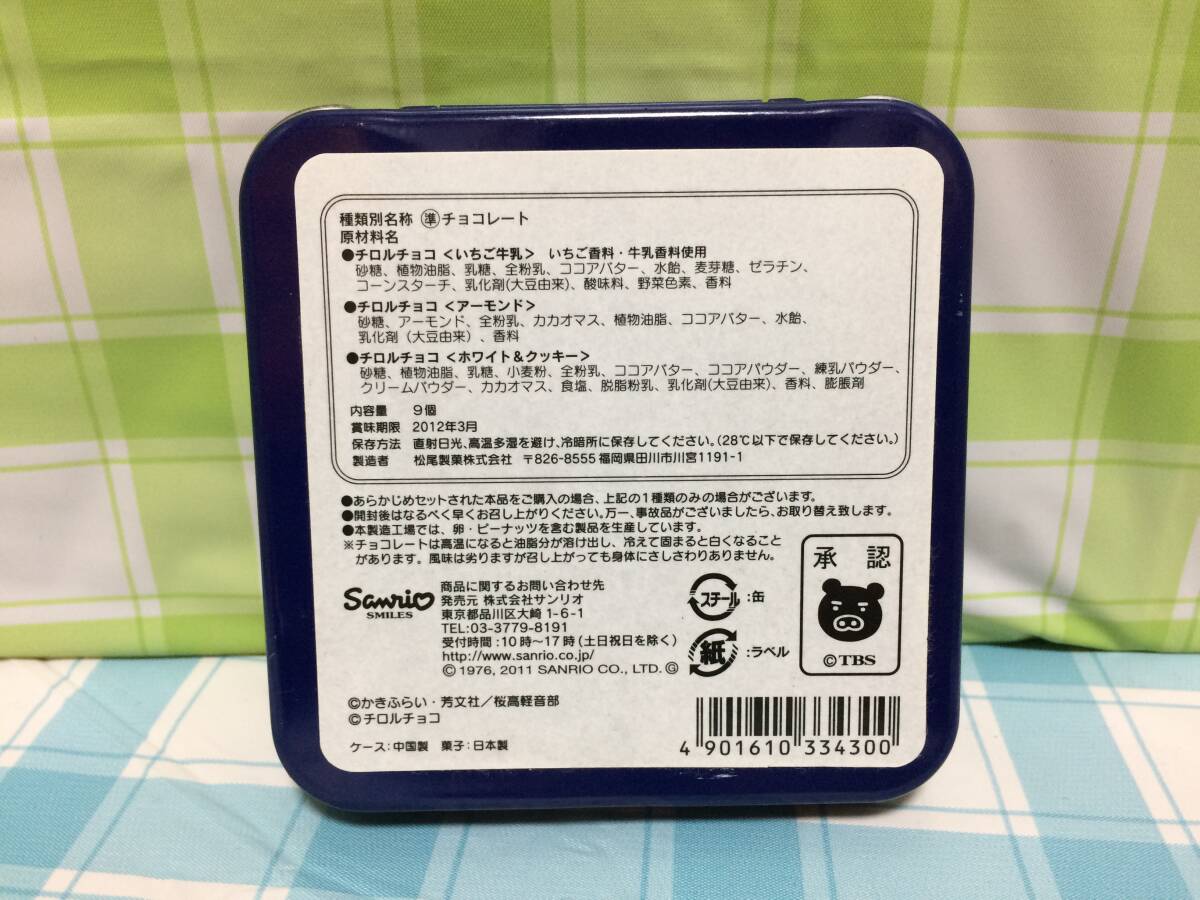 種類別名称 ㊜チョコレート
原材料名
●チロルチョコ <いちご牛乳> いちご香料・牛乳香料使用
砂糖、植物油脂、乳糖、全粉乳、ココアバター、水飴、麦芽糖、ゼラチン、
コーンスターチ、乳化剤(大豆由来)、酸味料、野菜色素、香料
●チロルチョコ <アーモンド>
砂糖、アーモンド、全粉乳、カカオマス、植物油脂、ココアバター、水飴、
乳化剤(大豆由来)、香料
●チロルチョコ <ホワイト&クッキー>
砂糖、植物油脂、乳糖、小麦粉、全粉乳、ココアバター、ココアパウダー、練乳パウダー、
クリームパウダー、カカオマス、食塩、脱脂粉乳、乳化剤(大豆由来)、香料、膨脹剤
内容量 9個
賞味期限 2012年3月
保存方法 直射日光、高温多湿を避け、冷暗所に保存してください。(28℃以下で保存してください。)
製造者 松尾製菓株式会社 〒826-8555 福岡県田川市川宮1191-1
●あらかじめセットされた本品をご購入の場合、上記の1種類のみの場合がございます。
●開封後はなるべく早くお召し上がりください。万一、事故品がございましたら、お取り替え致します。
●本製造工場では、卵・ピーナッツを含む製品を生産しています。
※チョコレートは高温になると油脂分が溶け出し、冷えて固まると白くなること
があります。風味は劣りますが召し上がっても身体にさしさわりありません。
Sanrio
SMILES
商品に関するお問い合わせ先
発売元 株式会社サンリオ
東京都品川区大崎 1-6-1
TEL:03-3779-8191
受付時間:10時~17時(土日祝日を除く)
http://www.sanrio.co.jp/
© 1976, 2011 SANRIO CO., LTD. Ⓖ
スチール:缶
紙:ラベル
承認
©TBS
©かきふらい・芳文社/桜高軽音部
©チロルチョコ
ケース:中国製 菓子:日本製
4 901610 334300